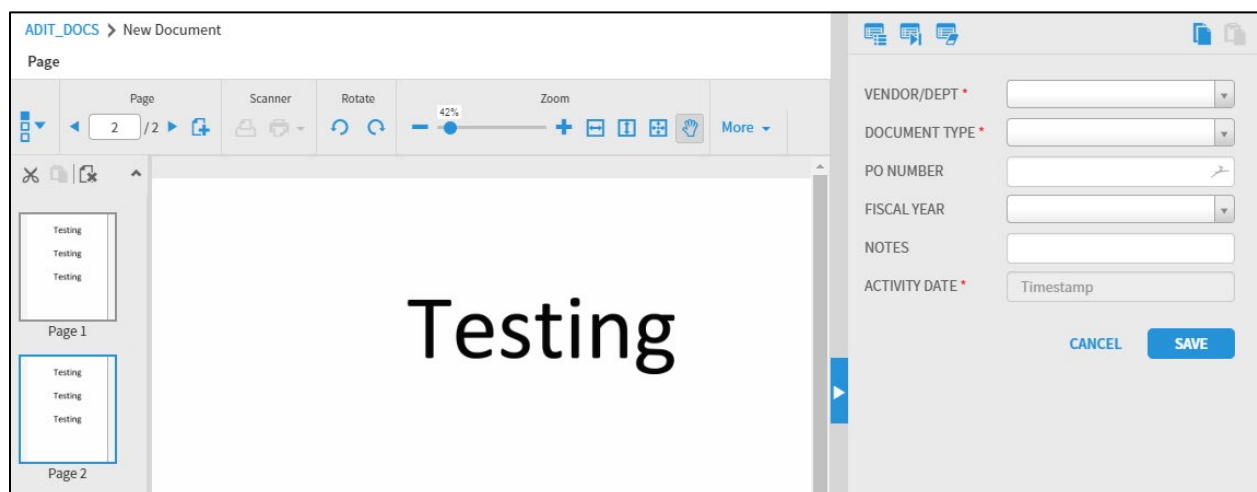 ADIT_DOCS > New Document
Page
Page Scanner Rotate Zoom
2 /2 42% More
Testing
Testing
Testing
Page 1
Testing
Testing
Testing
Page 2
Testing
VENDOR/DEPT *
DOCUMENT TYPE *
PO NUMBER
FISCAL YEAR
NOTES
ACTIVITY DATE * Timestamp
CANCEL SAVE